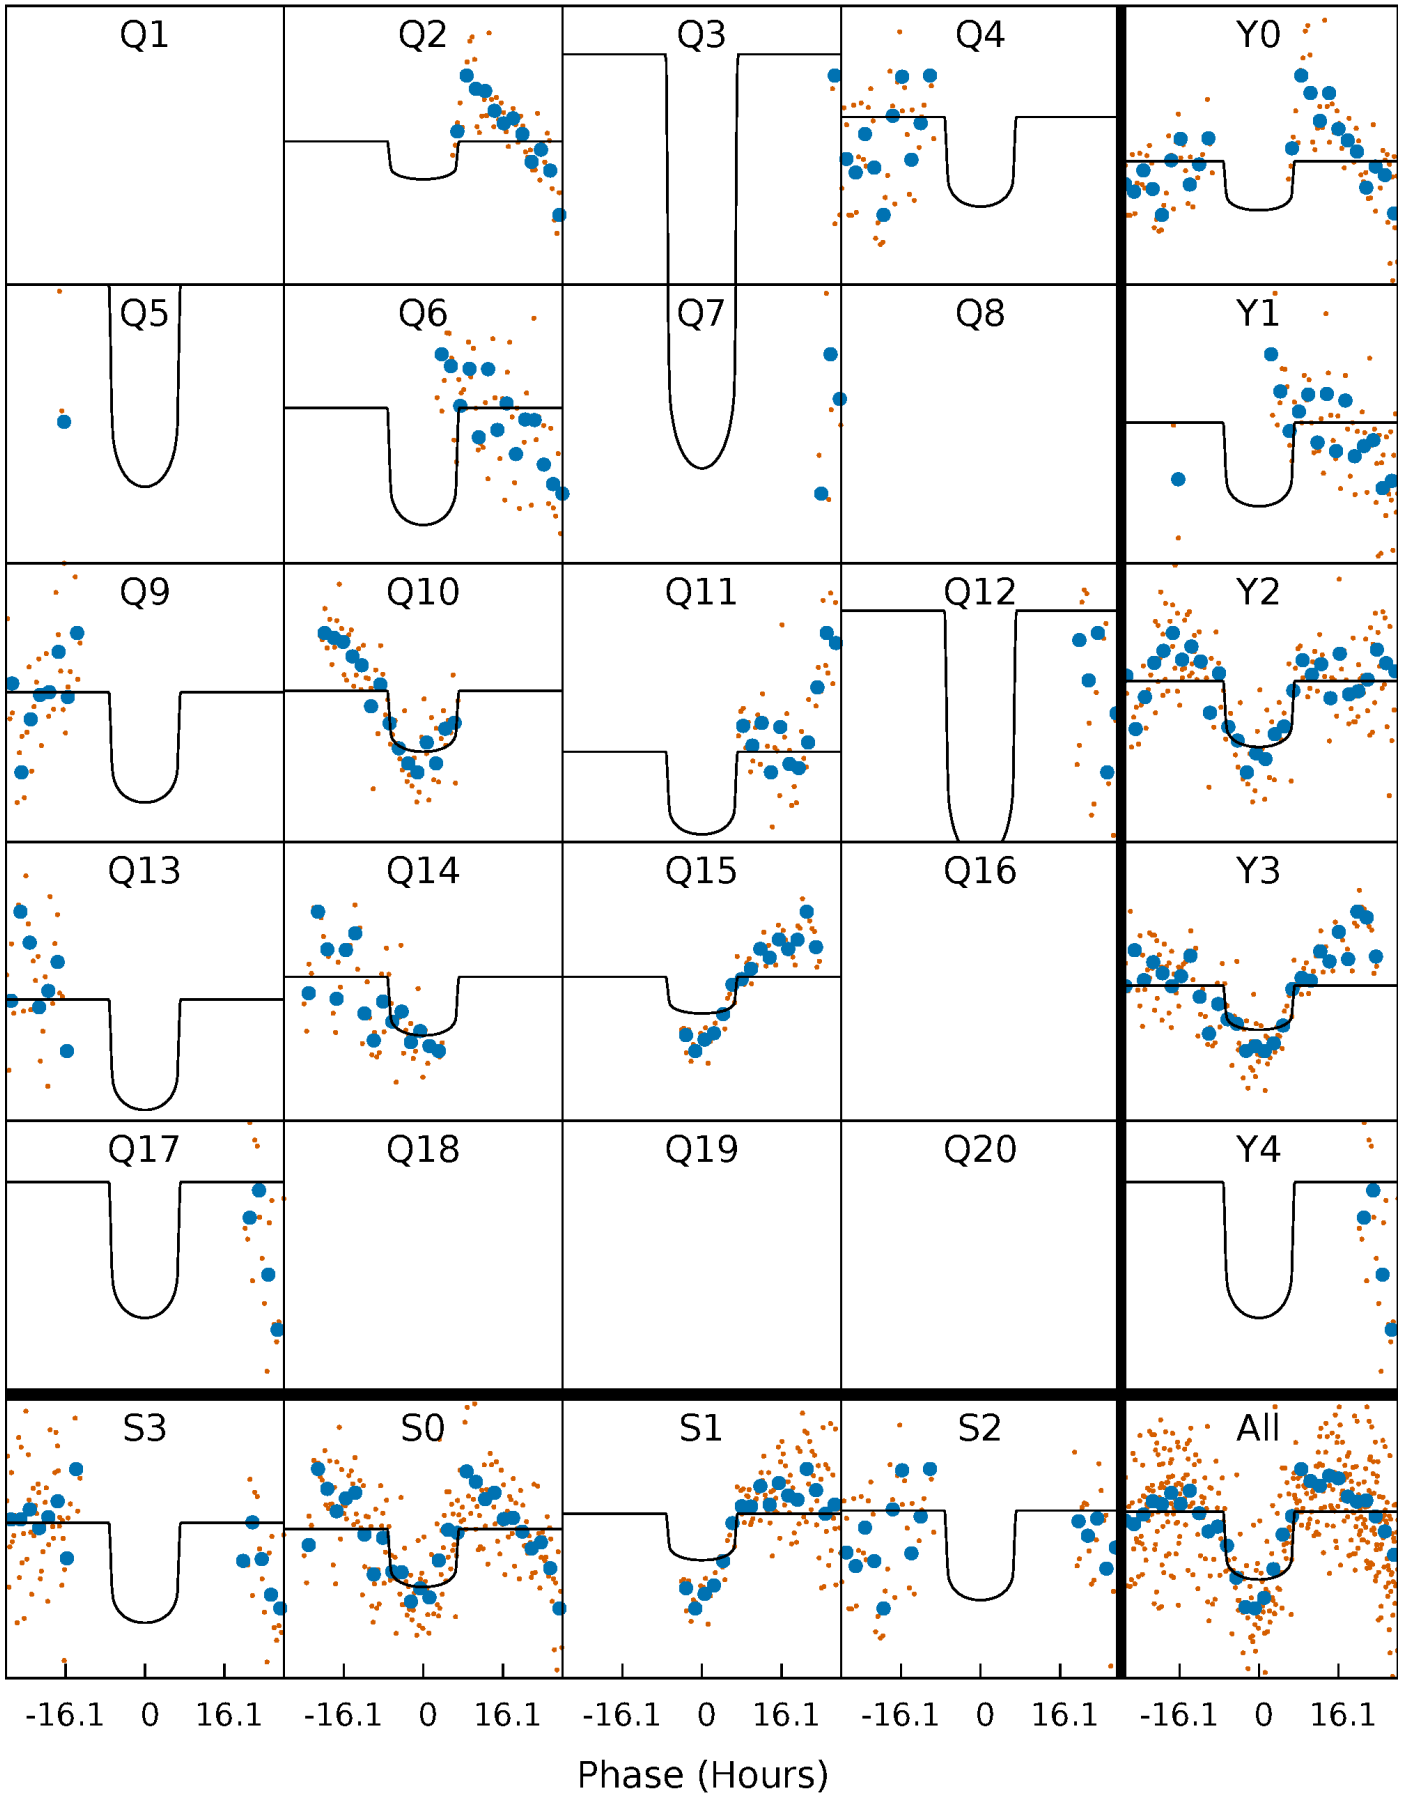 Q1 Q2 Q3 Q4 Y0
Q5 Q6 Q7 Q8 Y1
Q9 Q10 Q11 Q12 Y2
Q13 Q14 Q15 Q16 Y3
Q17 Q18 Q19 Q20 Y4
S3 S0 S1 S2 All
-16.1 0 16.1 -16.1 0 16.1 -16.1 0 16.1 -16.1 0 16.1 -16.1 0 16.1
Phase (Hours)